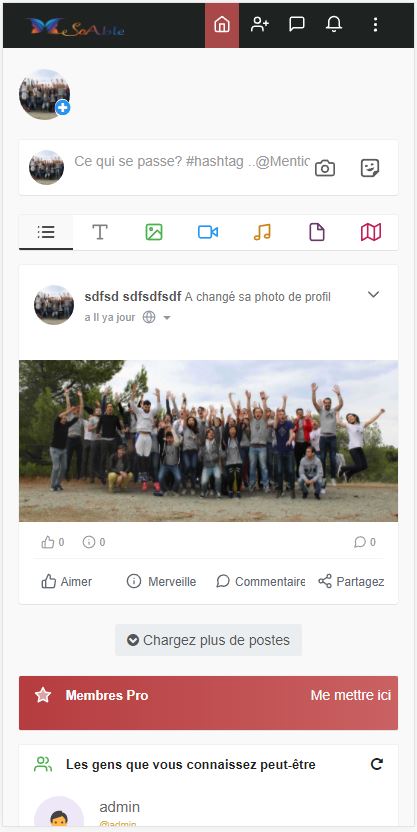 MeSoAble
Ce qui se passe? #hashtag ..@Mentic
sdfsd sdfsdfsdf A changé sa photo de profil
a Il ya jour
0 0 0
Aimer Merveille Commentaire Partagez
Chargez plus de postes
Membres Pro Me mettre ici
Les gens que vous connaissez peut-être
admin
@admin